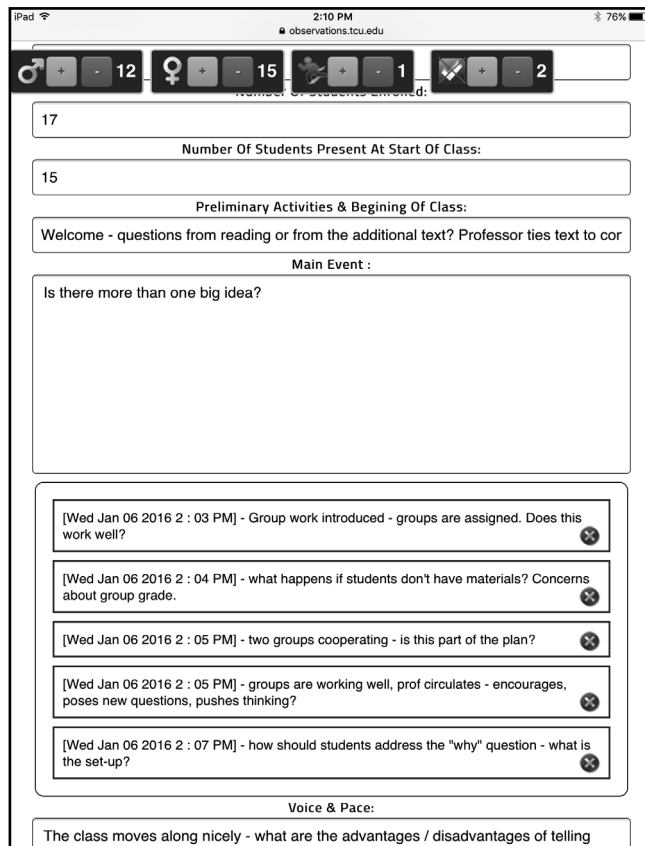 iPad
2:10 PM
76%
observations.tcu.edu
+ - 12
+ - 15
+ - 1
+ - 2
Number Of Students Enrolled:
17
Number Of Students Present At Start Of Class:
15
Preliminary Activities & Begining Of Class:
Welcome - questions from reading or from the additional text? Professor ties text to cor
Main Event :
Is there more than one big idea?
[Wed Jan 06 2016 2 : 03 PM] - Group work introduced - groups are assigned. Does this
work well?
[Wed Jan 06 2016 2 : 04 PM] - what happens if students don't have materials? Concerns
about group grade.
[Wed Jan 06 2016 2 : 05 PM] - two groups cooperating - is this part of the plan?
[Wed Jan 06 2016 2 : 05 PM] - groups are working well, prof circulates - encourages,
poses new questions, pushes thinking?
[Wed Jan 06 2016 2 : 07 PM] - how should students address the "why" question - what is
the set-up?
Voice & Pace:
The class moves along nicely - what are the advantages / disadvantages of telling